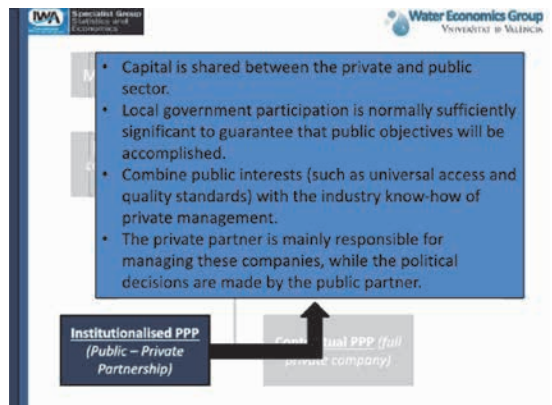 IWA
Specialist Group
Statistics and
Economics
Water Economics Group
VNIVERSITAT ID VALÈNCIA
• Capital is shared between the private and public
sector.
• Local government participation is normally sufficiently
significant to guarantee that public objectives will be
accomplished.
• Combine public interests (such as universal access and
quality standards) with the industry know-how of
private management.
• The private partner is mainly responsible for
managing these companies, while the political
decisions are made by the public partner.
Institutionalised PPP
(Public – Private
Partnership)
Contractual PPP (full
private company)